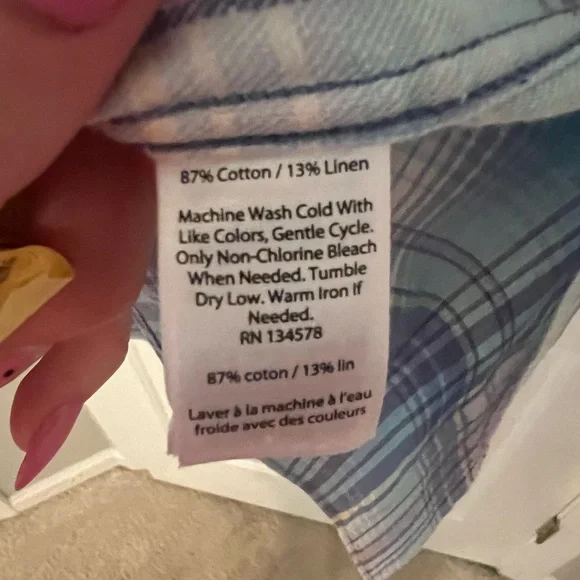 87% Cotton / 13% Linen
Machine Wash Cold With
Like Colors, Gentle Cycle.
Only Non-Chlorine Bleach
When Needed. Tumble
Dry Low. Warm Iron If
Needed.
RN 134578
87% coton / 13% lin
Laver à la machine à l'eau
froide avec des couleurs